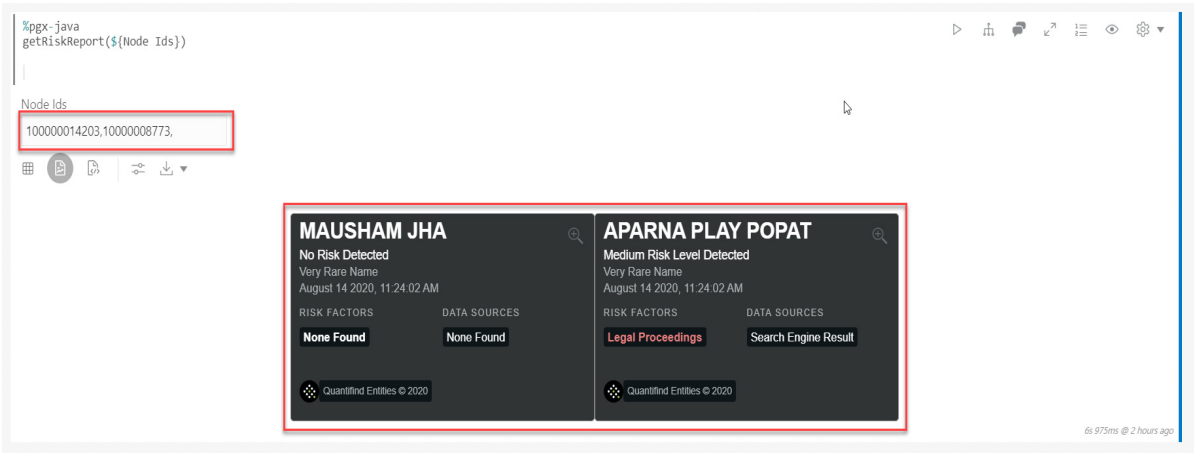 %pgx-java
getRiskReport(${Node Ids})
Node Ids
100000014203,10000008773,
MAUSHAM JHA
No Risk Detected
Very Rare Name
August 14 2020, 11:24:02 AM
RISK FACTORS DATA SOURCES
None Found None Found
Quantifind Entities © 2020
APARNA PLAY POPAT
Medium Risk Level Detected
Very Rare Name
August 14 2020, 11:24:02 AM
RISK FACTORS DATA SOURCES
Legal Proceedings Search Engine Result
Quantifind Entities © 2020
6s 975ms @ 2 hours ago